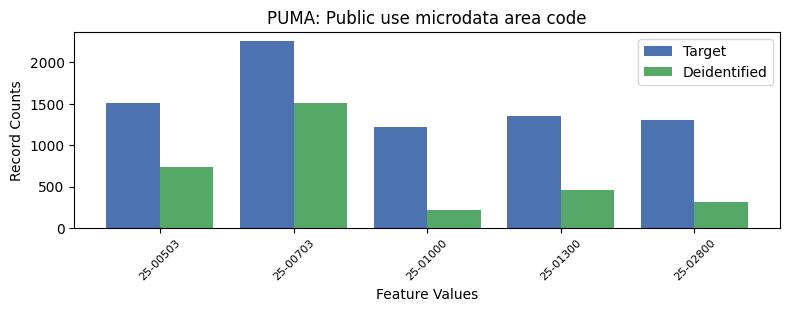 PUMA: Public use microdata area code
Target
Deidentified
Record Counts
2000
1500
1000
500
0
25-00503
25-00703
25-01000
25-01300
25-02800
Feature Values